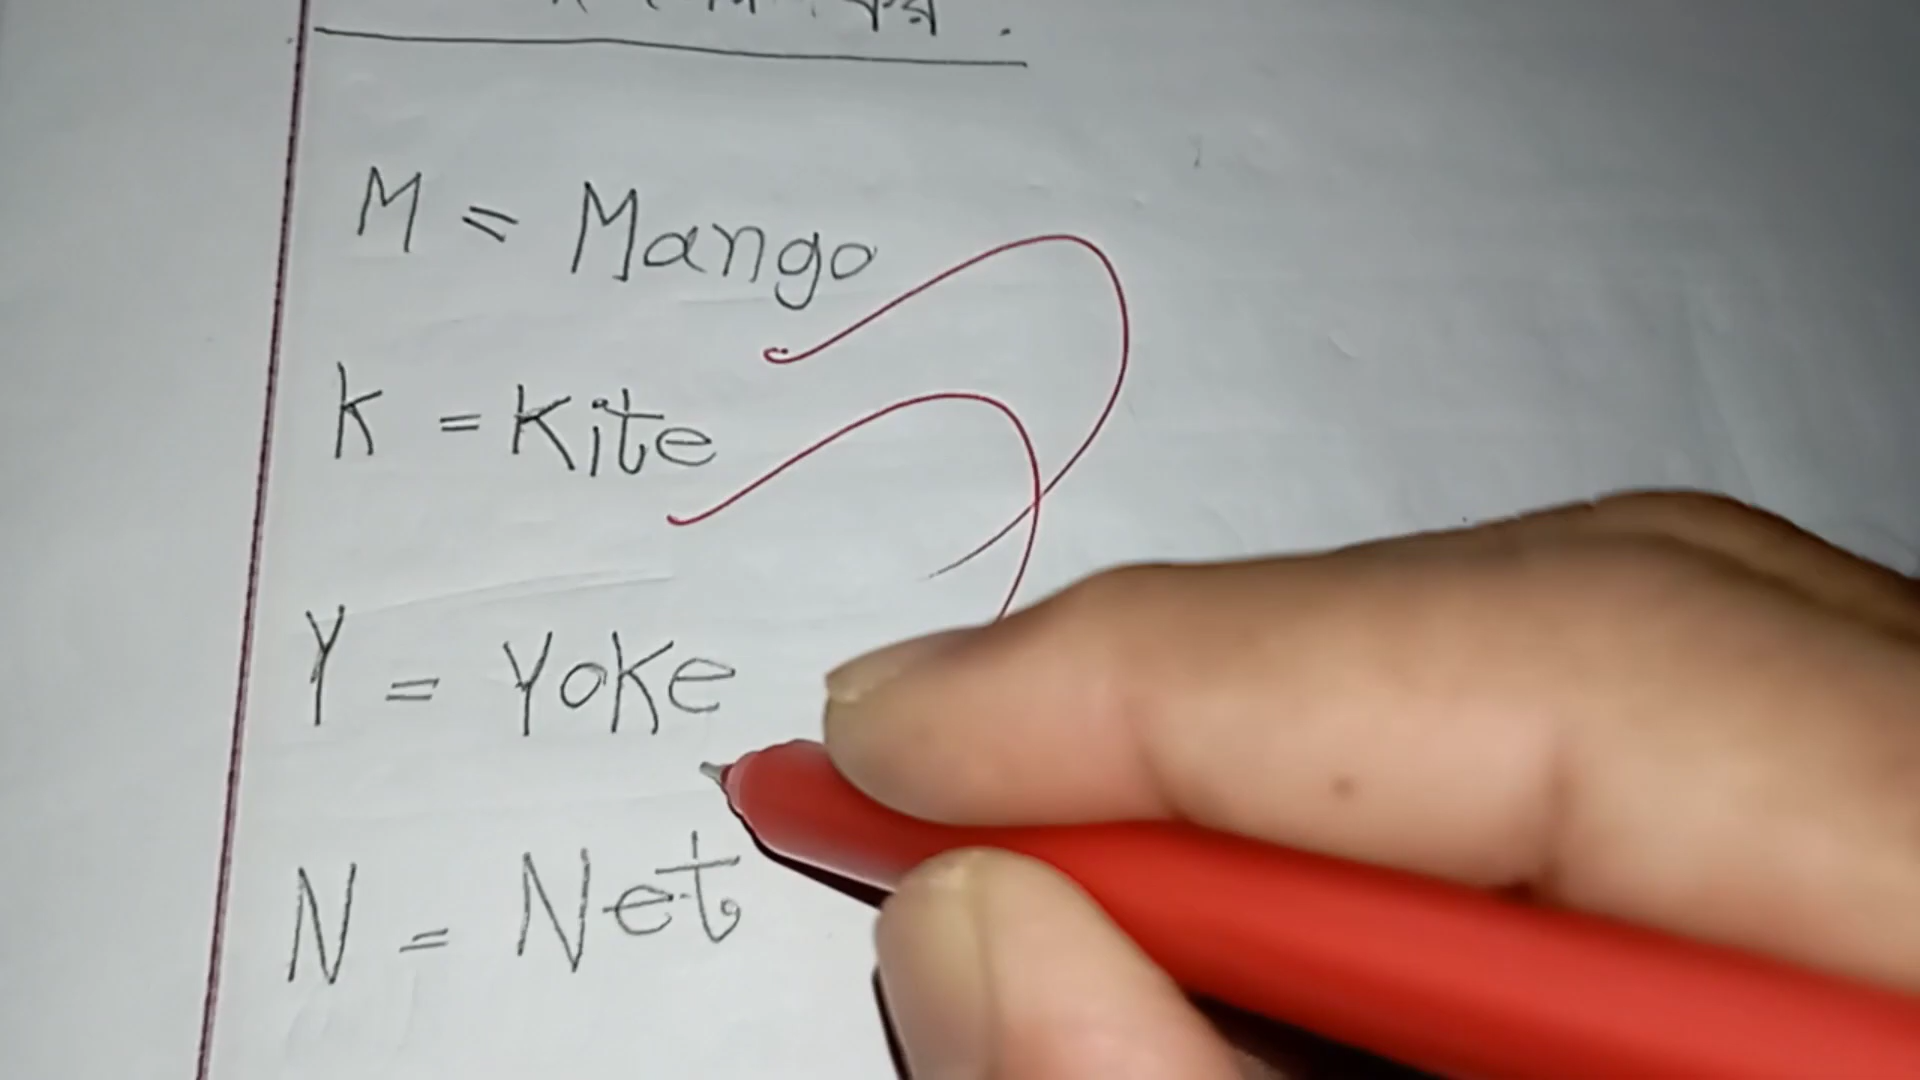 M = Mango
K = Kite
Y = Yoke
N = Net